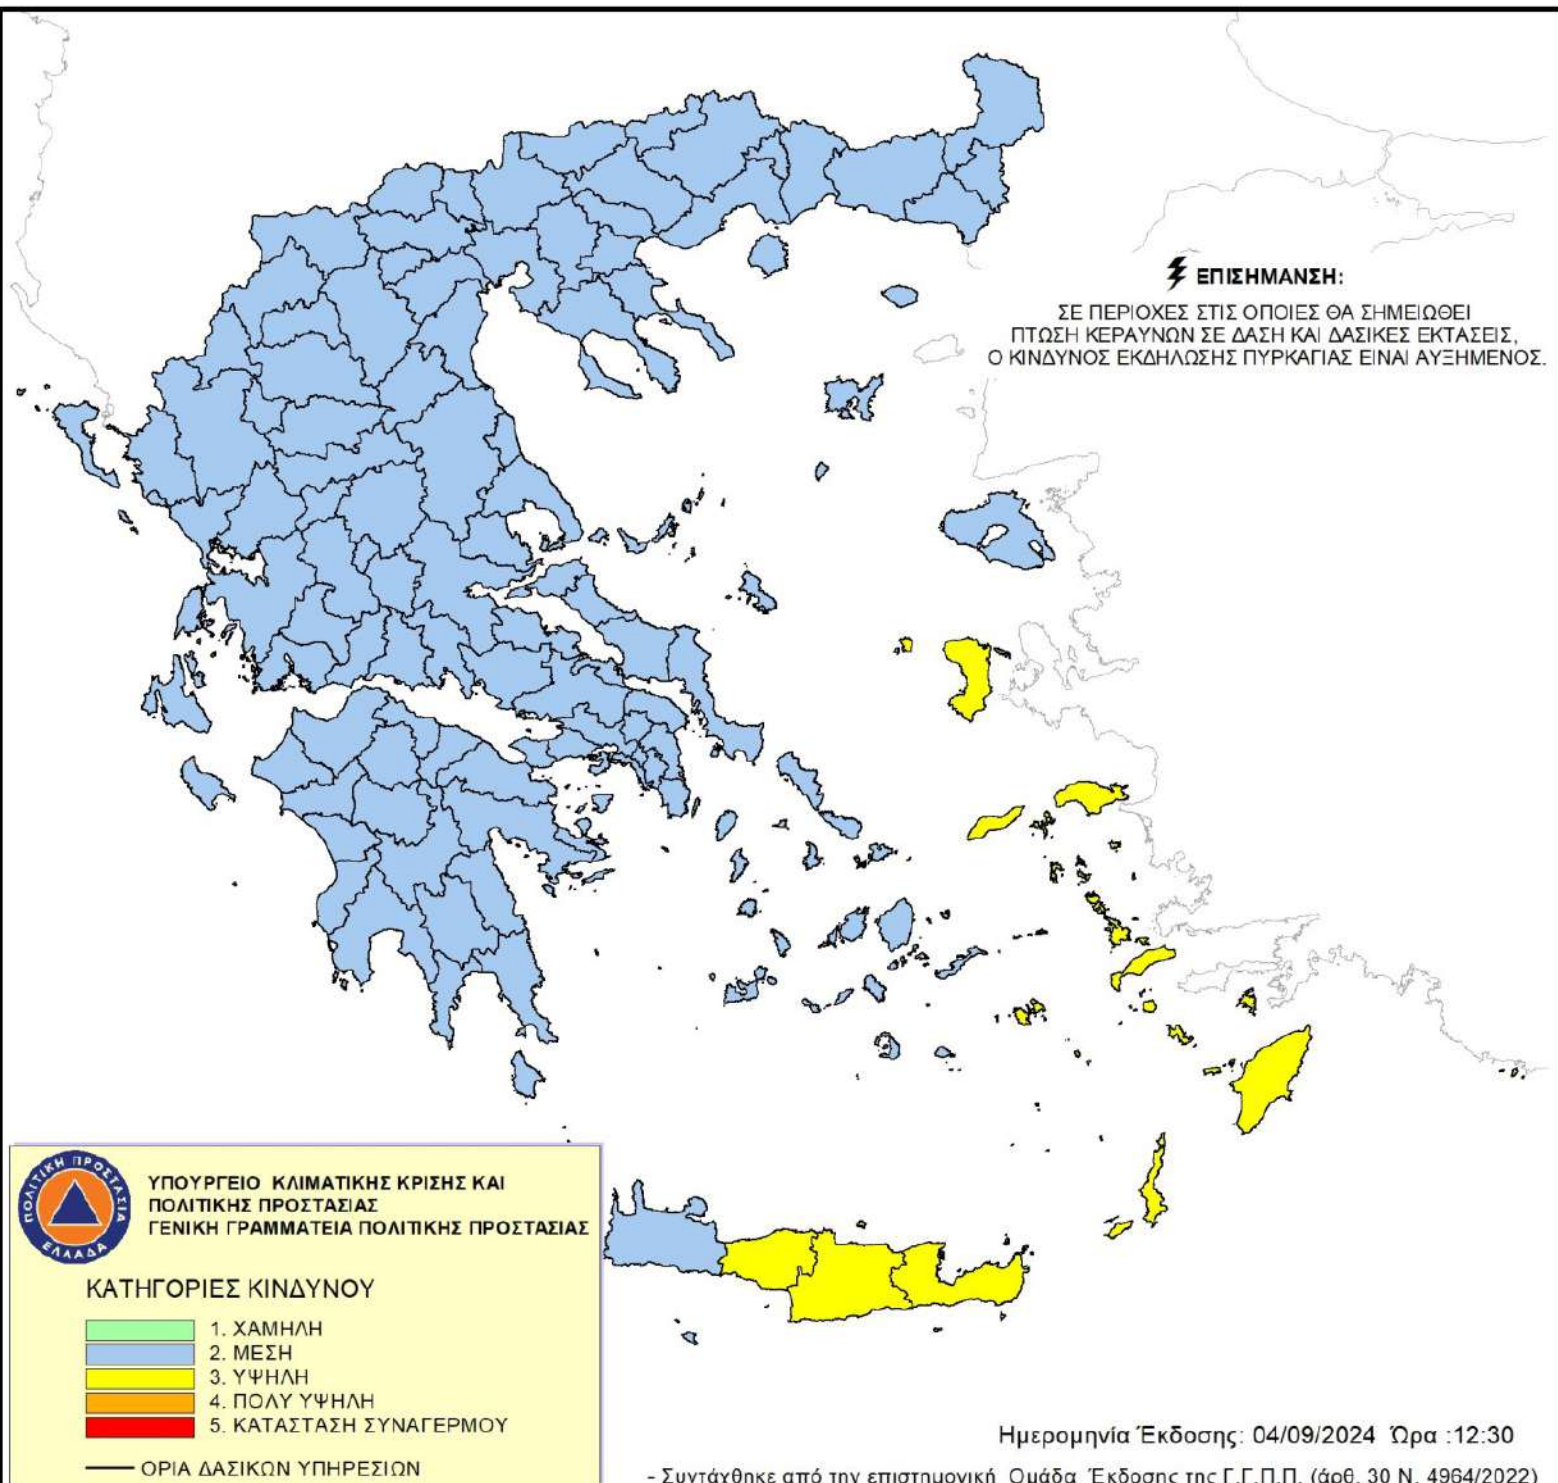 ΕΠΙΣΗΜΑΝΣΗ:
ΣΕ ΠΕΡΙΟΧΕΣ ΣΤΙΣ ΟΠΟΙΕΣ ΘΑ ΣΗΜΕΙΩΘΕΙ
ΠΤΩΣΗ ΚΕΡΑΥΝΩΝ ΣΕ ΔΑΣΗ ΚΑΙ ΔΑΣΙΚΕΣ ΕΚΤΑΣΕΙΣ,
Ο ΚΙΝΔΥΝΟΣ ΕΚΔΗΛΩΣΗΣ ΠΥΡΚΑΓΙΑΣ ΕΙΝΑΙ ΑΥΞΗΜΕΝΟΣ.
ΠΟΛΙΤΙΚΗ ΠΡΟΣΤΑΣΙΑ
ΕΛΛΑΔΑ
ΥΠΟΥΡΓΕΙΟ ΚΛΙΜΑΤΙΚΗΣ ΚΡΙΣΗΣ ΚΑΙ
ΠΟΛΙΤΙΚΗΣ ΠΡΟΣΤΑΣΙΑΣ
ΓΕΝΙΚΗ ΓΡΑΜΜΑΤΕΙΑ ΠΟΛΙΤΙΚΗΣ ΠΡΟΣΤΑΣΙΑΣ
ΚΑΤΗΓΟΡΙΕΣ ΚΙΝΔΥΝΟΥ
1. ΧΑΜΗΛΗ
2. ΜΕΣΗ
3. ΥΨΗΛΗ
4. ΠΟΛΥ ΥΨΗΛΗ
5. ΚΑΤΑΣΤΑΣΗ ΣΥΝΑΓΕΡΜΟΥ
ΟΡΙΑ ΔΑΣΙΚΩΝ ΥΠΗΡΕΣΙΩΝ
Ημερομηνία Έκδοσης: 04/09/2024 Ώρα :12:30
- Συντάχθηκε από την επιστημονική Ομάδα Έκδοσης της Γ.Γ.Π.Π. (άρθ. 30 Ν. 4964/2022)